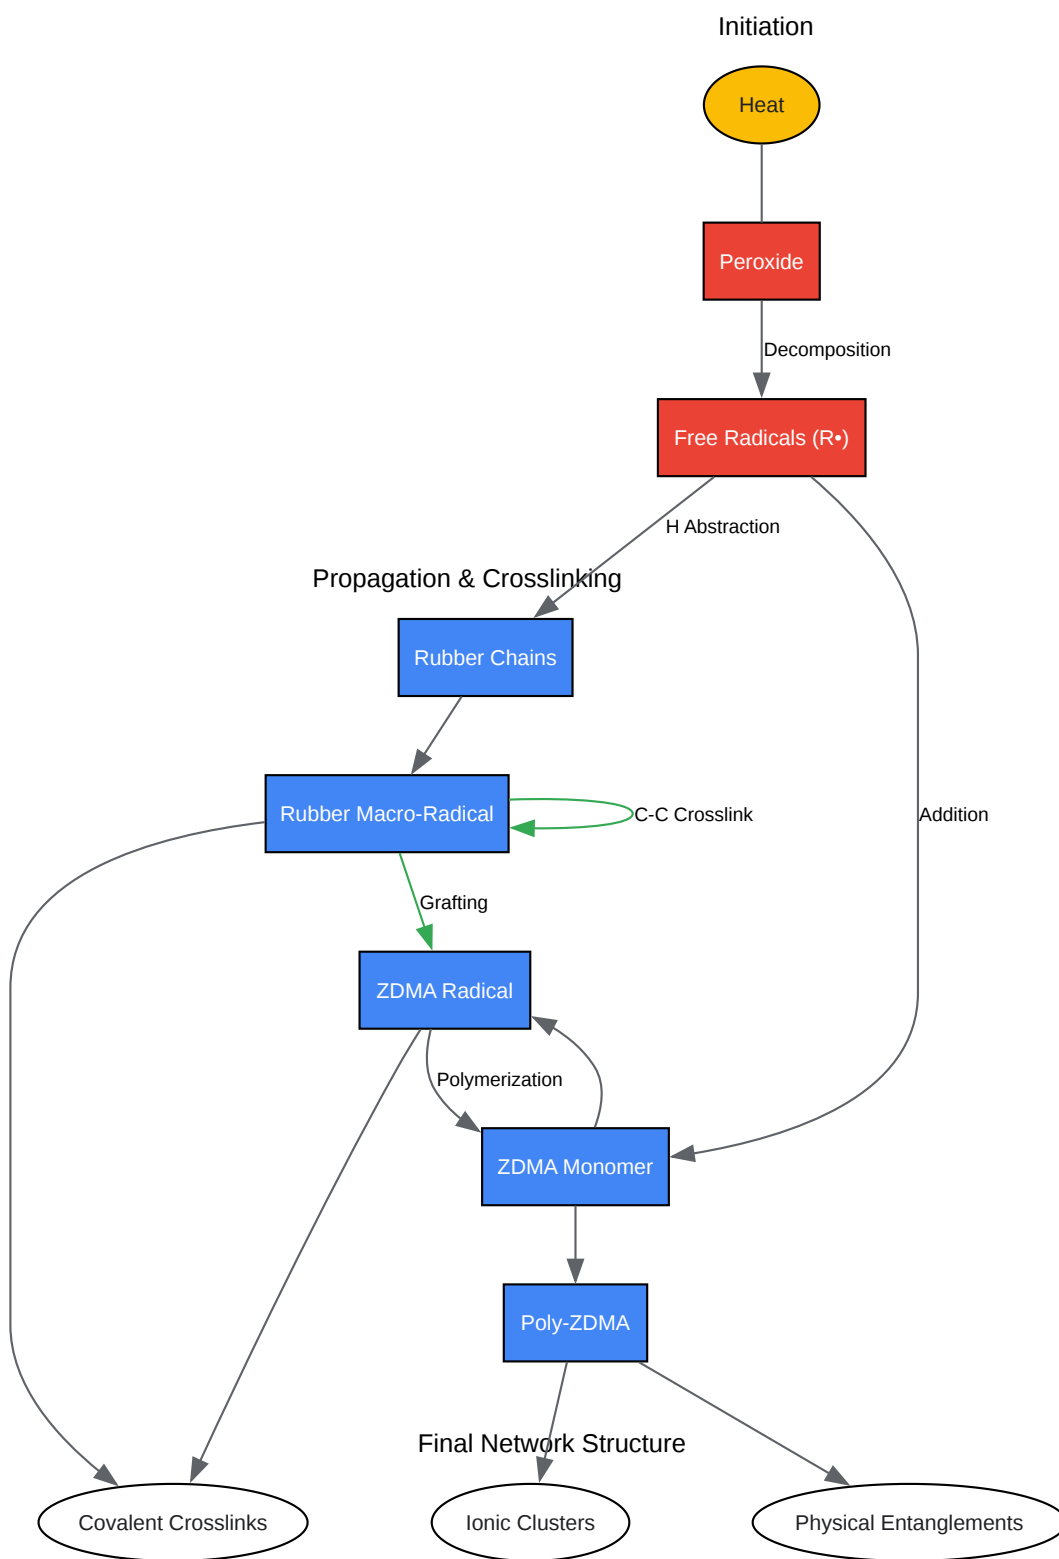 Initiation
Heat
Peroxide
Decomposition
Free Radicals (R•)
H Abstraction
Propagation & Crosslinking
Rubber Chains
Rubber Macro-Radical
C-C Crosslink
Addition
Grafting
ZDMA Radical
Polymerization
ZDMA Monomer
Poly-ZDMA
Final Network Structure
Covalent Crosslinks
Ionic Clusters
Physical Entanglements